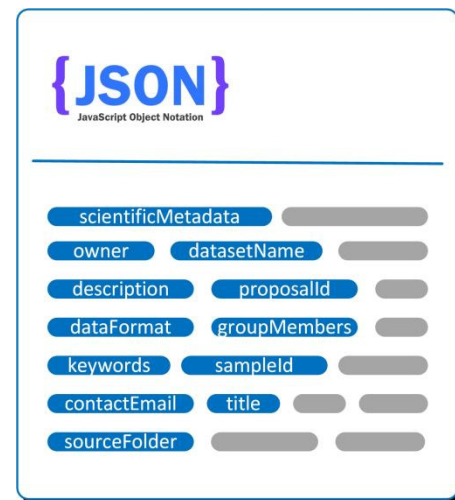 {JSON}
JavaScript Object Notation
scientificMetadata
owner datasetName
description proposalId
dataFormat groupMembers
keywords sampleId
contactEmail title
sourceFolder